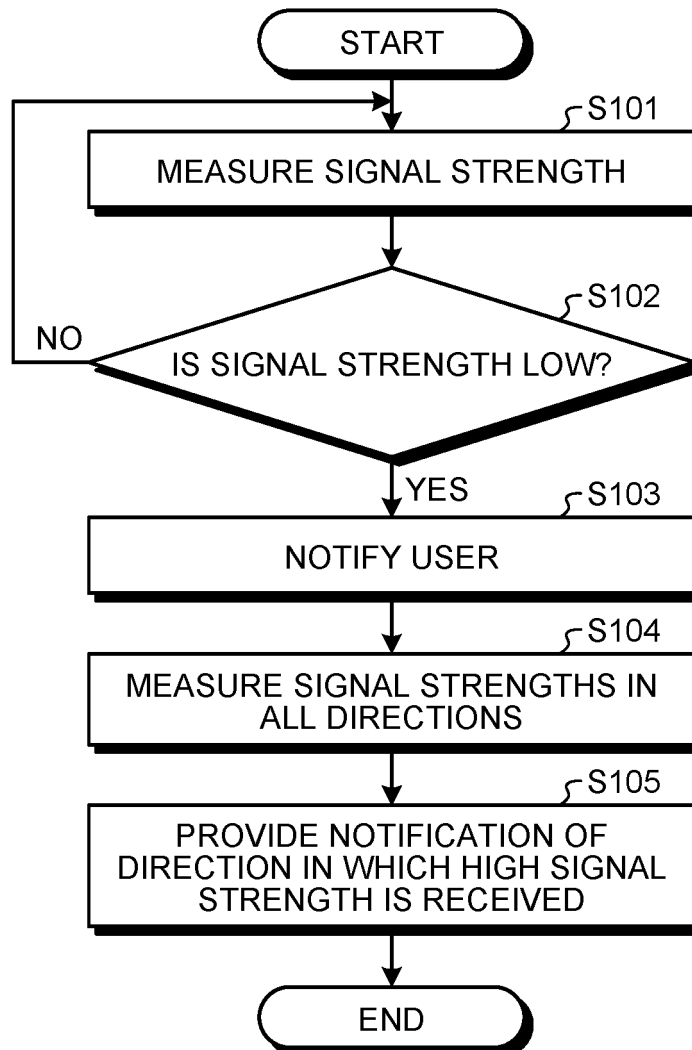 START
S101
MEASURE SIGNAL STRENGTH
S102
NO
IS SIGNAL STRENGTH LOW?
YES
S103
NOTIFY USER
S104
MEASURE SIGNAL STRENGTHS IN
ALL DIRECTIONS
S105
PROVIDE NOTIFICATION OF
DIRECTION IN WHICH HIGH SIGNAL
STRENGTH IS RECEIVED
END